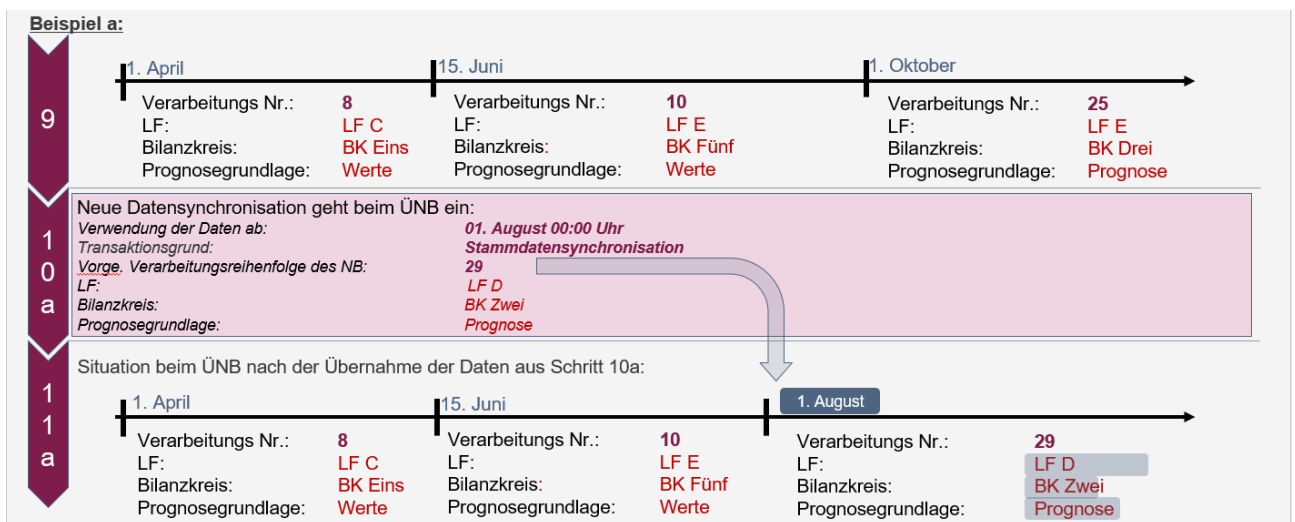 Beispiel a:
9
1. April 15. Juni 1. Oktober
Verarbeitungs Nr.: 8 Verarbeitungs Nr.: 10 Verarbeitungs Nr.: 25
LF: LF C LF: LF E LF: LF E
Bilanzkreis: BK Eins Bilanzkreis: BK Fünf Bilanzkreis: BK Drei
Prognosegrundlage: Werte Prognosegrundlage: Werte Prognosegrundlage: Prognose
10a
Neue Datensynchronisation geht beim ÜNB ein:
Verwendung der Daten ab: 01. August 00:00 Uhr
Transaktionsgrund: Stammdatensynchronisation
Vorge. Verarbeitungsreihenfolge des NB: 29
LF: LF D
Bilanzkreis: BK Zwei
Prognosegrundlage: Prognose
11a
Situation beim ÜNB nach der Übernahme der Daten aus Schritt 10a:
1. April 15. Juni 1. August
Verarbeitungs Nr.: 8 Verarbeitungs Nr.: 10 Verarbeitungs Nr.: 29
LF: LF C LF: LF E LF: LF D
Bilanzkreis: BK Eins Bilanzkreis: BK Fünf Bilanzkreis: BK Zwei
Prognosegrundlage: Werte Prognosegrundlage: Werte Prognosegrundlage: Prognose